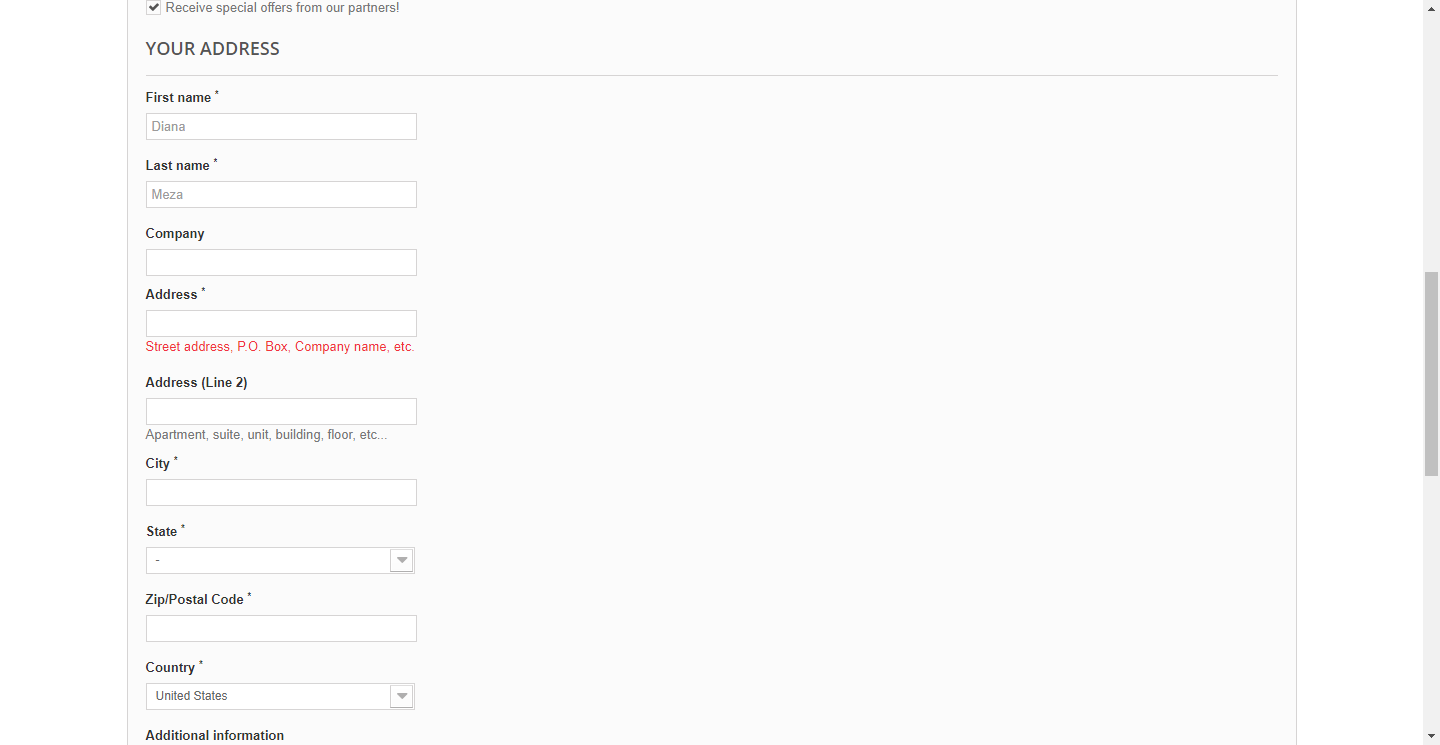 Receive special offers from our partners!
YOUR ADDRESS
First name *
Diana
Last name *
Meza
Company
Address *
Street address, P.O. Box, Company name, etc.
Address (Line 2)
Apartment, suite, unit, building, floor, etc...
City *
State *
-
Zip/Postal Code *
Country *
United States
Additional information